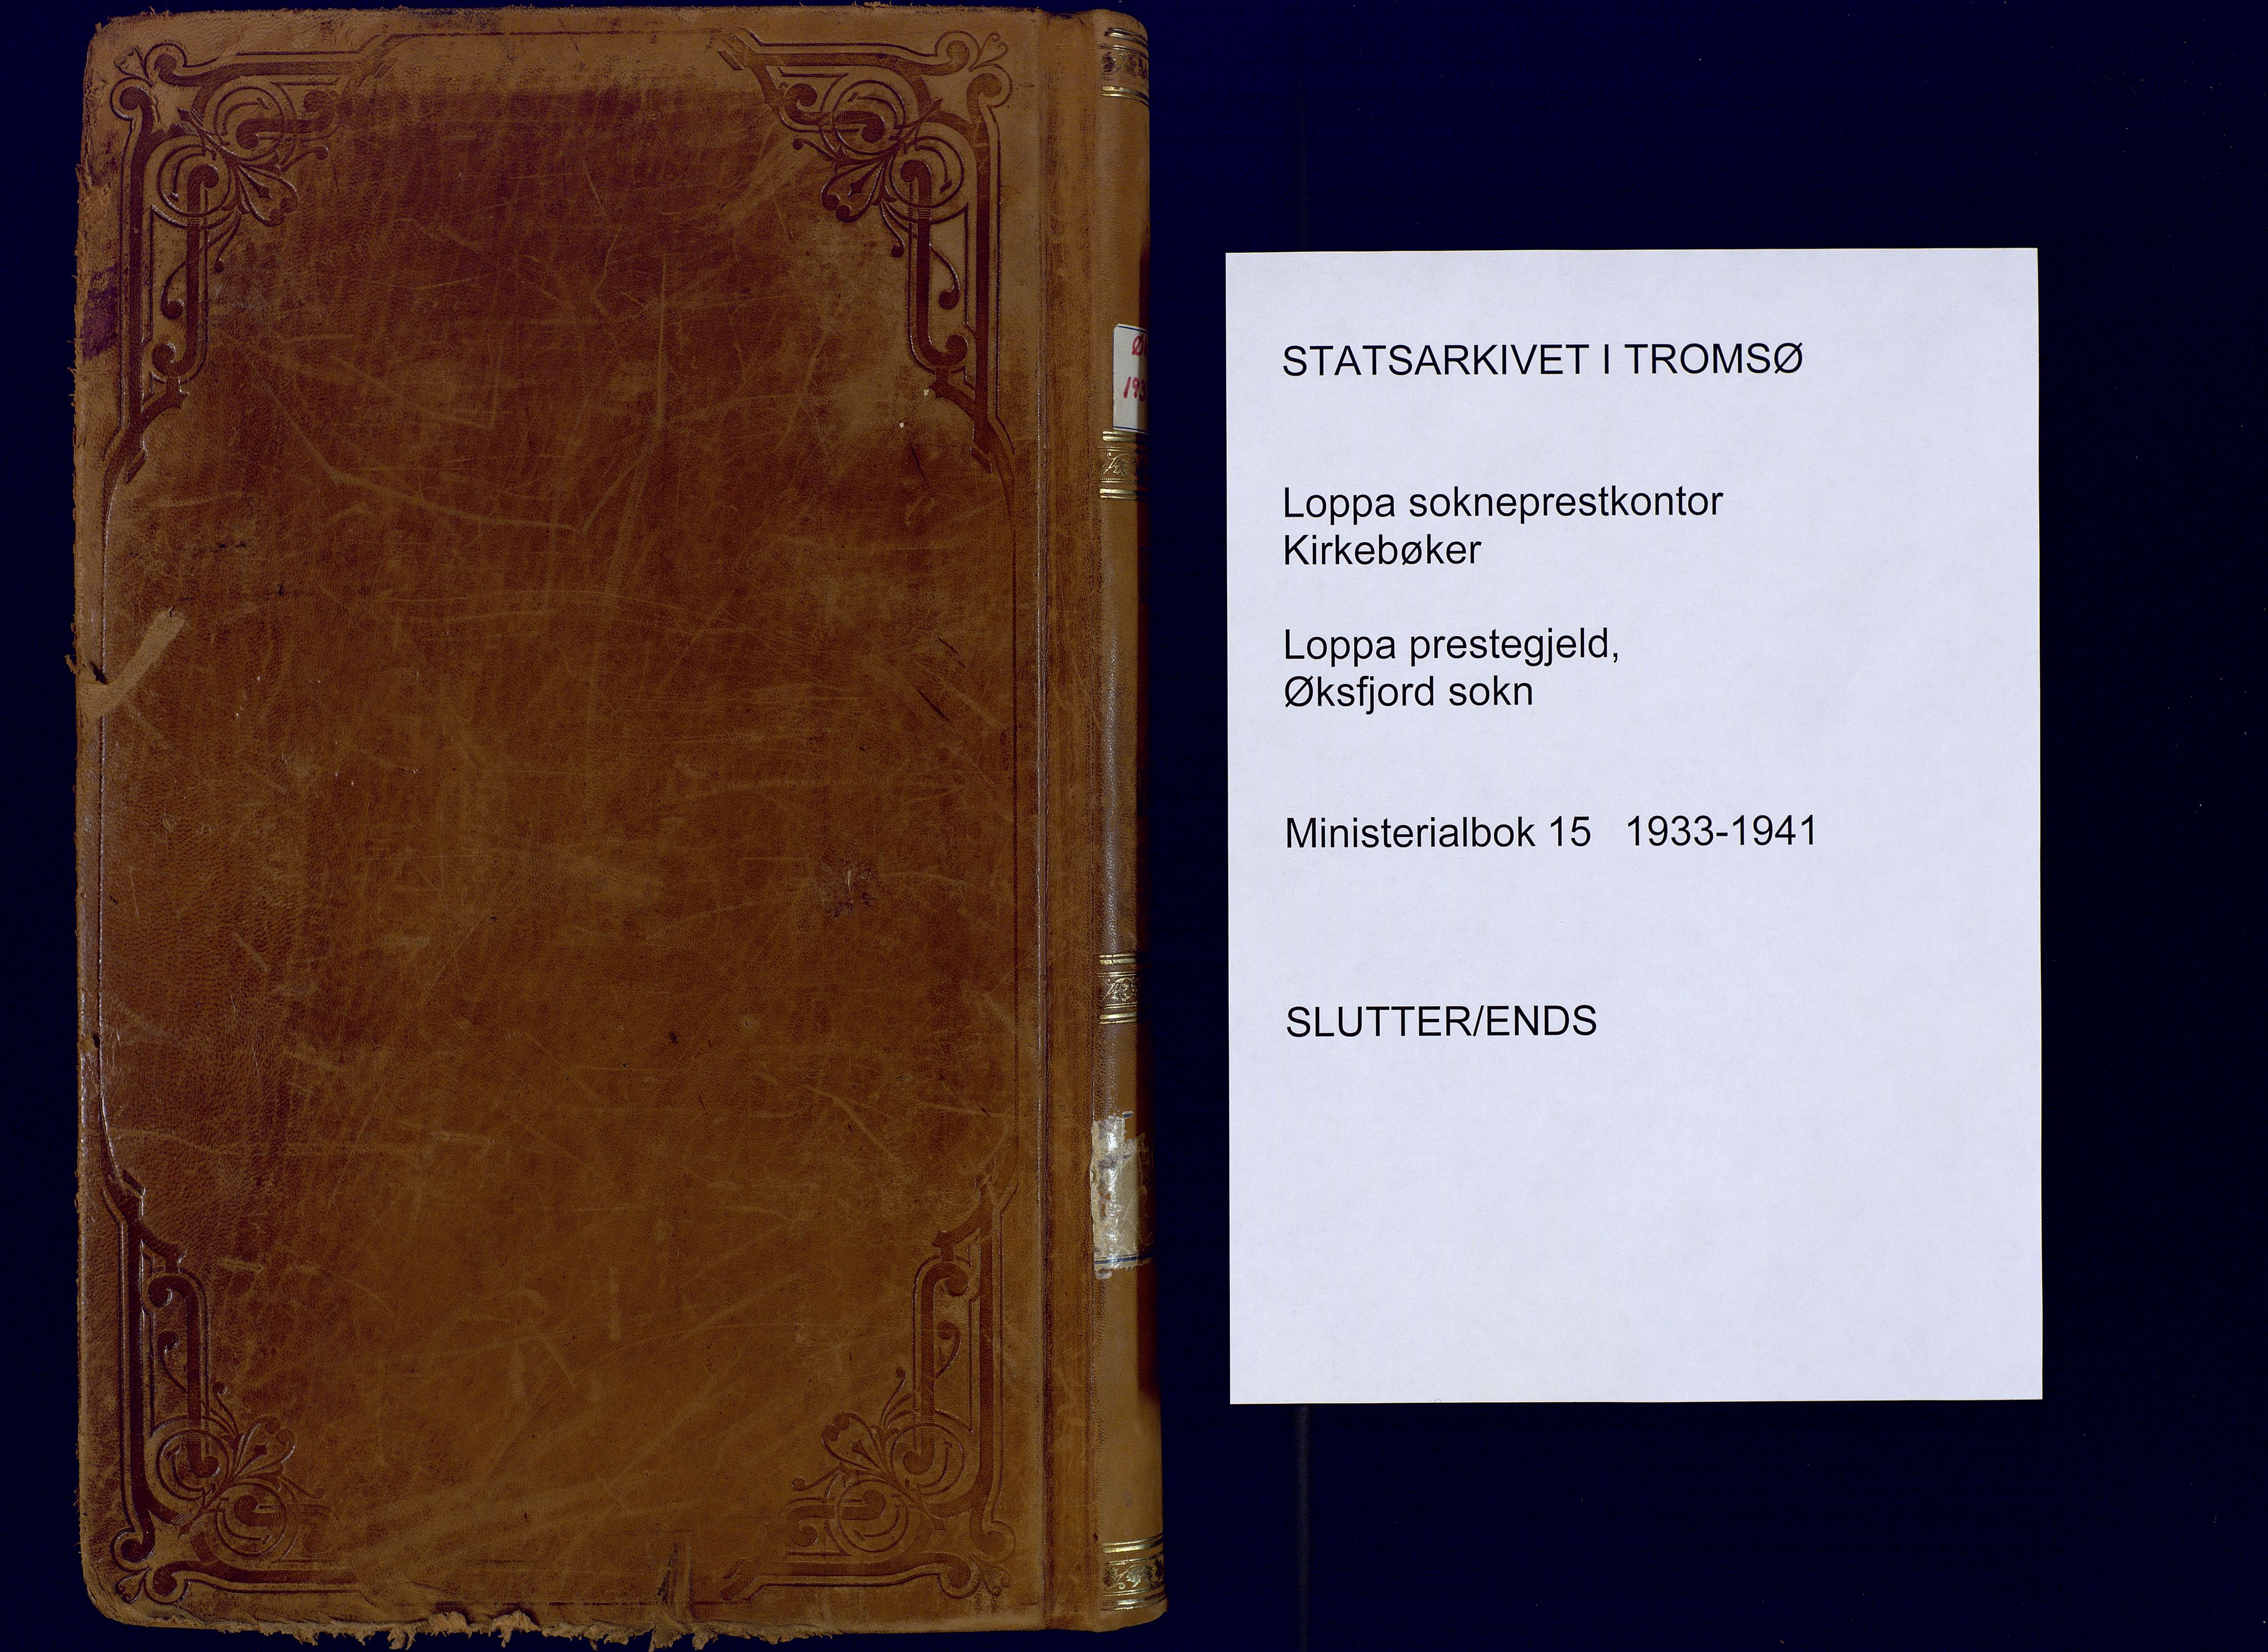 STATSARKIVET I TROMSØ
Loppa sokneprestkontor
Kirkebøker
Loppa prestegjeld,
Øksfjord sokn
Ministerialbok 15 1933-1941
SLUTTER/ENDS